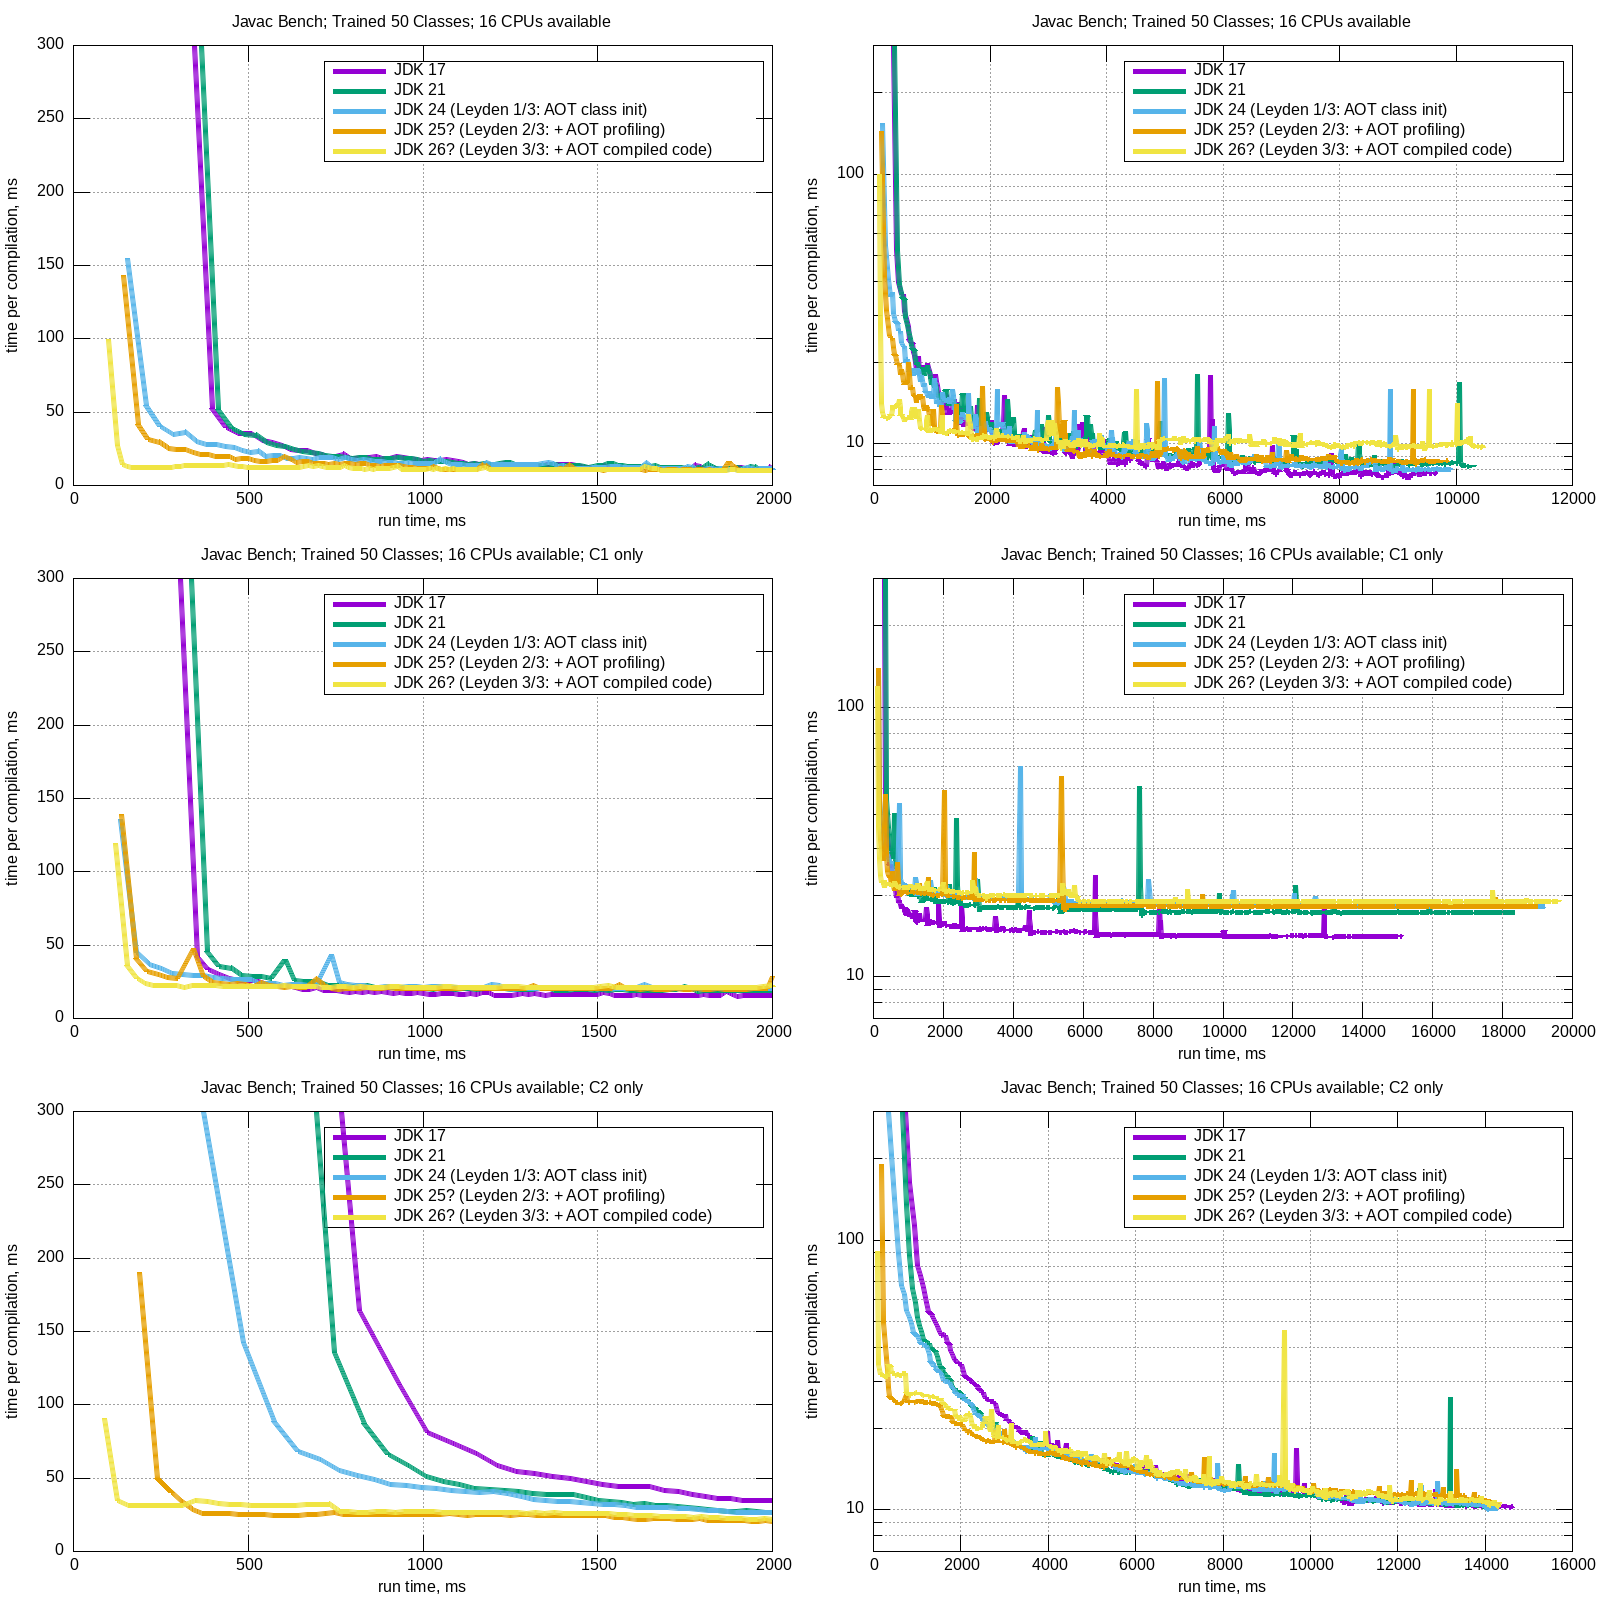 Javac Bench; Trained 50 Classes; 16 CPUs available
300
250
200
150
100
50
0
time per compilation, ms
JDK 17
JDK 21
JDK 24 (Leyden 1/3: AOT class init)
JDK 25? (Leyden 2/3: + AOT profiling)
JDK 26? (Leyden 3/3: + AOT compiled code)
0 500 1000 1500 2000
run time, ms
Javac Bench; Trained 50 Classes; 16 CPUs available
100
10
time per compilation, ms
JDK 17
JDK 21
JDK 24 (Leyden 1/3: AOT class init)
JDK 25? (Leyden 2/3: + AOT profiling)
JDK 26? (Leyden 3/3: + AOT compiled code)
0 2000 4000 6000 8000 10000 12000
run time, ms
Javac Bench; Trained 50 Classes; 16 CPUs available; C1 only
300
250
200
150
100
50
0
time per compilation, ms
JDK 17
JDK 21
JDK 24 (Leyden 1/3: AOT class init)
JDK 25? (Leyden 2/3: + AOT profiling)
JDK 26? (Leyden 3/3: + AOT compiled code)
0 500 1000 1500 2000
run time, ms
Javac Bench; Trained 50 Classes; 16 CPUs available; C1 only
100
10
time per compilation, ms
JDK 17
JDK 21
JDK 24 (Leyden 1/3: AOT class init)
JDK 25? (Leyden 2/3: + AOT profiling)
JDK 26? (Leyden 3/3: + AOT compiled code)
0 2000 4000 6000 8000 10000 12000 14000 16000 18000 20000
run time, ms
Javac Bench; Trained 50 Classes; 16 CPUs available; C2 only
300
250
200
150
100
50
0
time per compilation, ms
JDK 17
JDK 21
JDK 24 (Leyden 1/3: AOT class init)
JDK 25? (Leyden 2/3: + AOT profiling)
JDK 26? (Leyden 3/3: + AOT compiled code)
0 500 1000 1500 2000
run time, ms
Javac Bench; Trained 50 Classes; 16 CPUs available; C2 only
100
10
time per compilation, ms
JDK 17
JDK 21
JDK 24 (Leyden 1/3: AOT class init)
JDK 25? (Leyden 2/3: + AOT profiling)
JDK 26? (Leyden 3/3: + AOT compiled code)
0 2000 4000 6000 8000 10000 12000 14000 16000
run time, ms